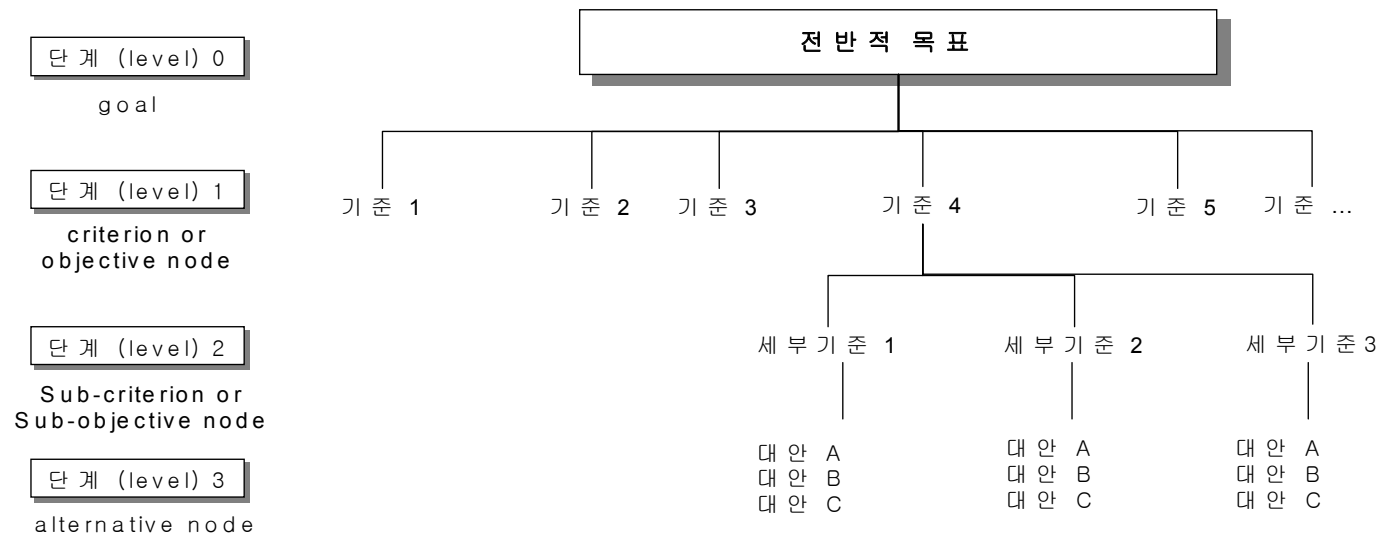 전반적 목표
단계 (level) 0
goal
단계 (level) 1
criterion or
objective node
기준 1
기준 2
기준 3
기준 4
기준 5
기준 ...
단계 (level) 2
Sub-criterion or
Sub-objective node
세부기준 1
세부기준 2
세부기준3
단계 (level) 3
alternative node
대안 A
대안 B
대안 C
대안 A
대안 B
대안 C
대안 A
대안 B
대안 C